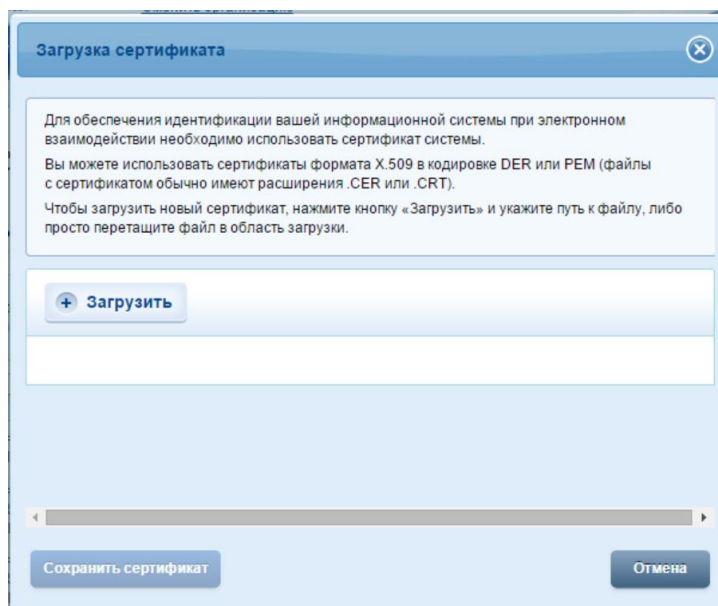 Загрузка сертификата
Для обеспечения идентификации вашей информационной системы при электронном
взаимодействии необходимо использовать сертификат системы.
Вы можете использовать сертификаты формата X.509 в кодировке DER или PEM (файлы
с сертификатом обычно имеют расширения .CER или .CRT).
Чтобы загрузить новый сертификат, нажмите кнопку «Загрузить» и укажите путь к файлу, либо
просто перетащите файл в область загрузки.
Загрузить
Сохранить сертификат
Отмена